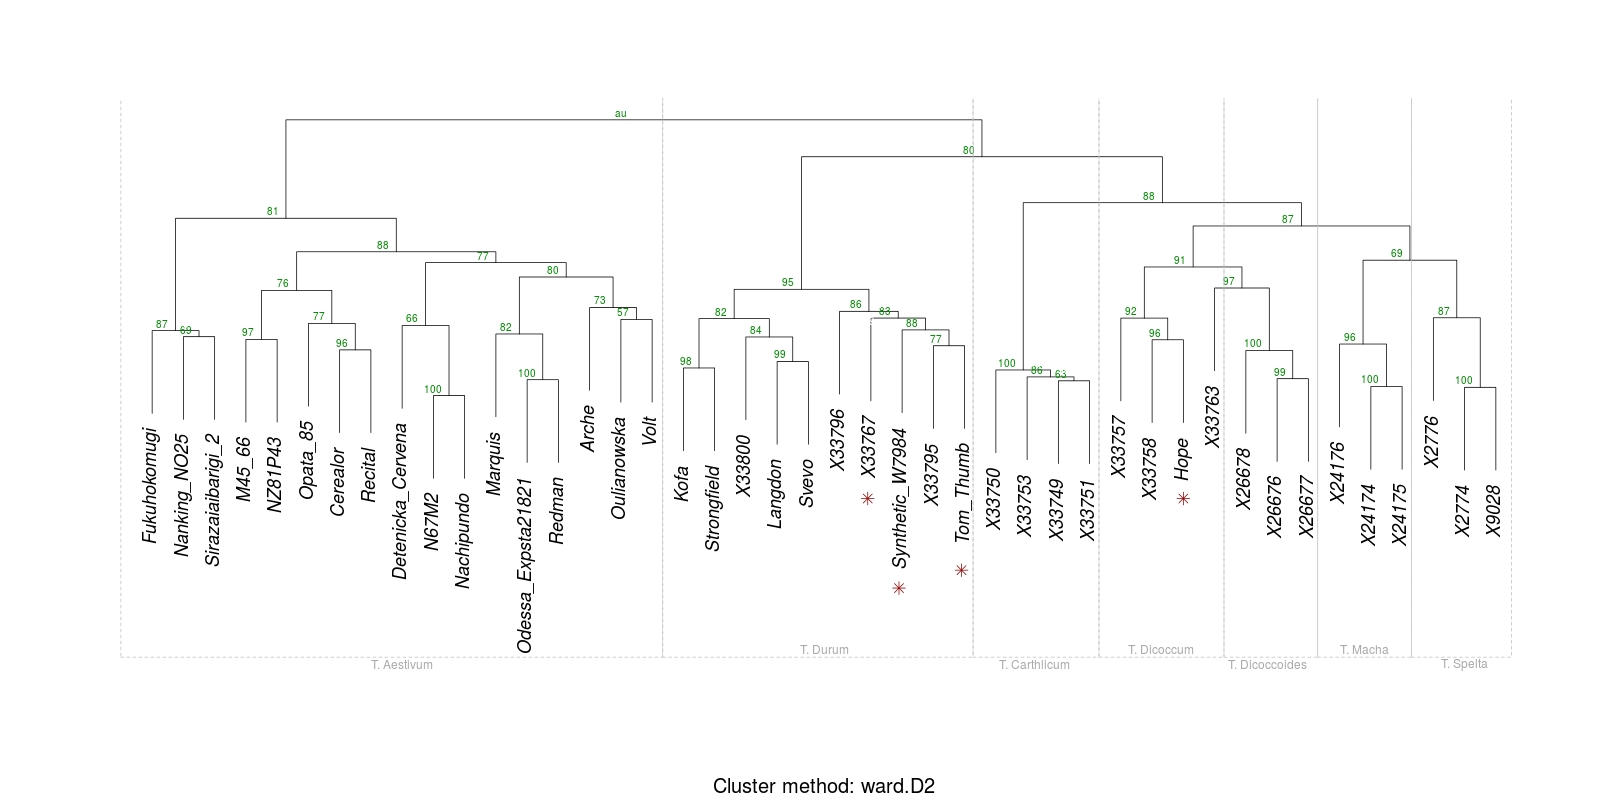 au
80
88
81
87
88
77
69
91
80
97
76
95
73
86
83
57
82
92
87
77
88
66
82
96
87
69
84
77
97
96
96
100
99
98
100
86
63
99
100
100
100
100
Fukuhokomugi
Nanking_NO25
Sirazaiaibarigi_2
M45_66
NZ81P43
Opata_85
Cerealor
Recital
Detenicka_Cervena
N67M2
Nachipundo
Marquis
Odessa_Expsta21821
Redman
Arche
Oulianowska
Volt
Kofa
Strongfield
X33800
Langdon
Svevo
X33796
X33767
Synthetic_W7984
X33795
Tom_Thumb
X33750
X33753
X33749
X33751
X33757
X33758
Hope
X33763
X26678
X26676
X26677
X24176
X24174
X24175
X2776
X2774
X9028
T. Aestivum
T. Durum
T. Carthlicum
T. Dicoccum
T. Dicoccoides
T. Macha
T. Spelta
Cluster method: ward.D2